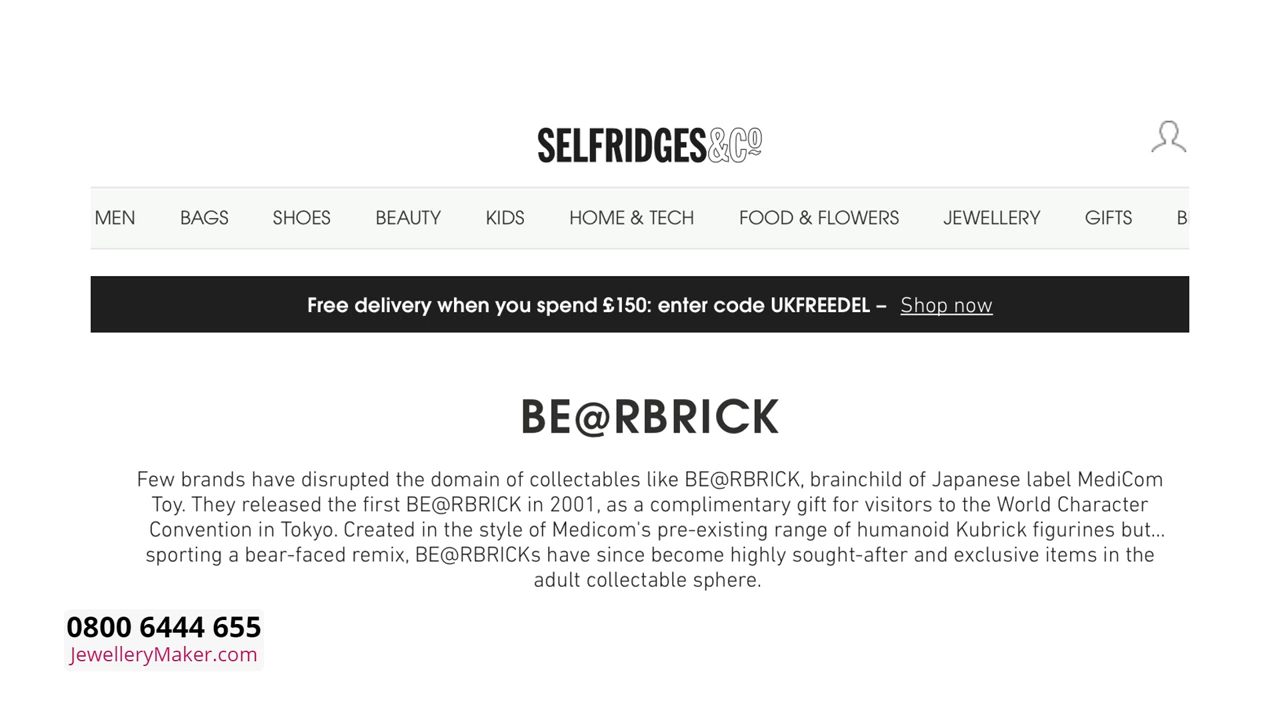 SELFRIDGES&Co
MEN BAGS SHOES BEAUTY KIDS HOME & TECH FOOD & FLOWERS JEWELLERY GIFTS B
Free delivery when you spend £150: enter code UKFREEDEL – Shop now
BE@RBRICK
Few brands have disrupted the domain of collectables like BE@RBRICK, brainchild of Japanese label MediCom
Toy. They released the first BE@RBRICK in 2001, as a complimentary gift for visitors to the World Character
Convention in Tokyo. Created in the style of Medicom's pre-existing range of humanoid Kubrick figurines but...
sporting a bear-faced remix, BE@RBRICKs have since become highly sought-after and exclusive items in the
adult collectable sphere.
0800 6444 655
JewelleryMaker.com